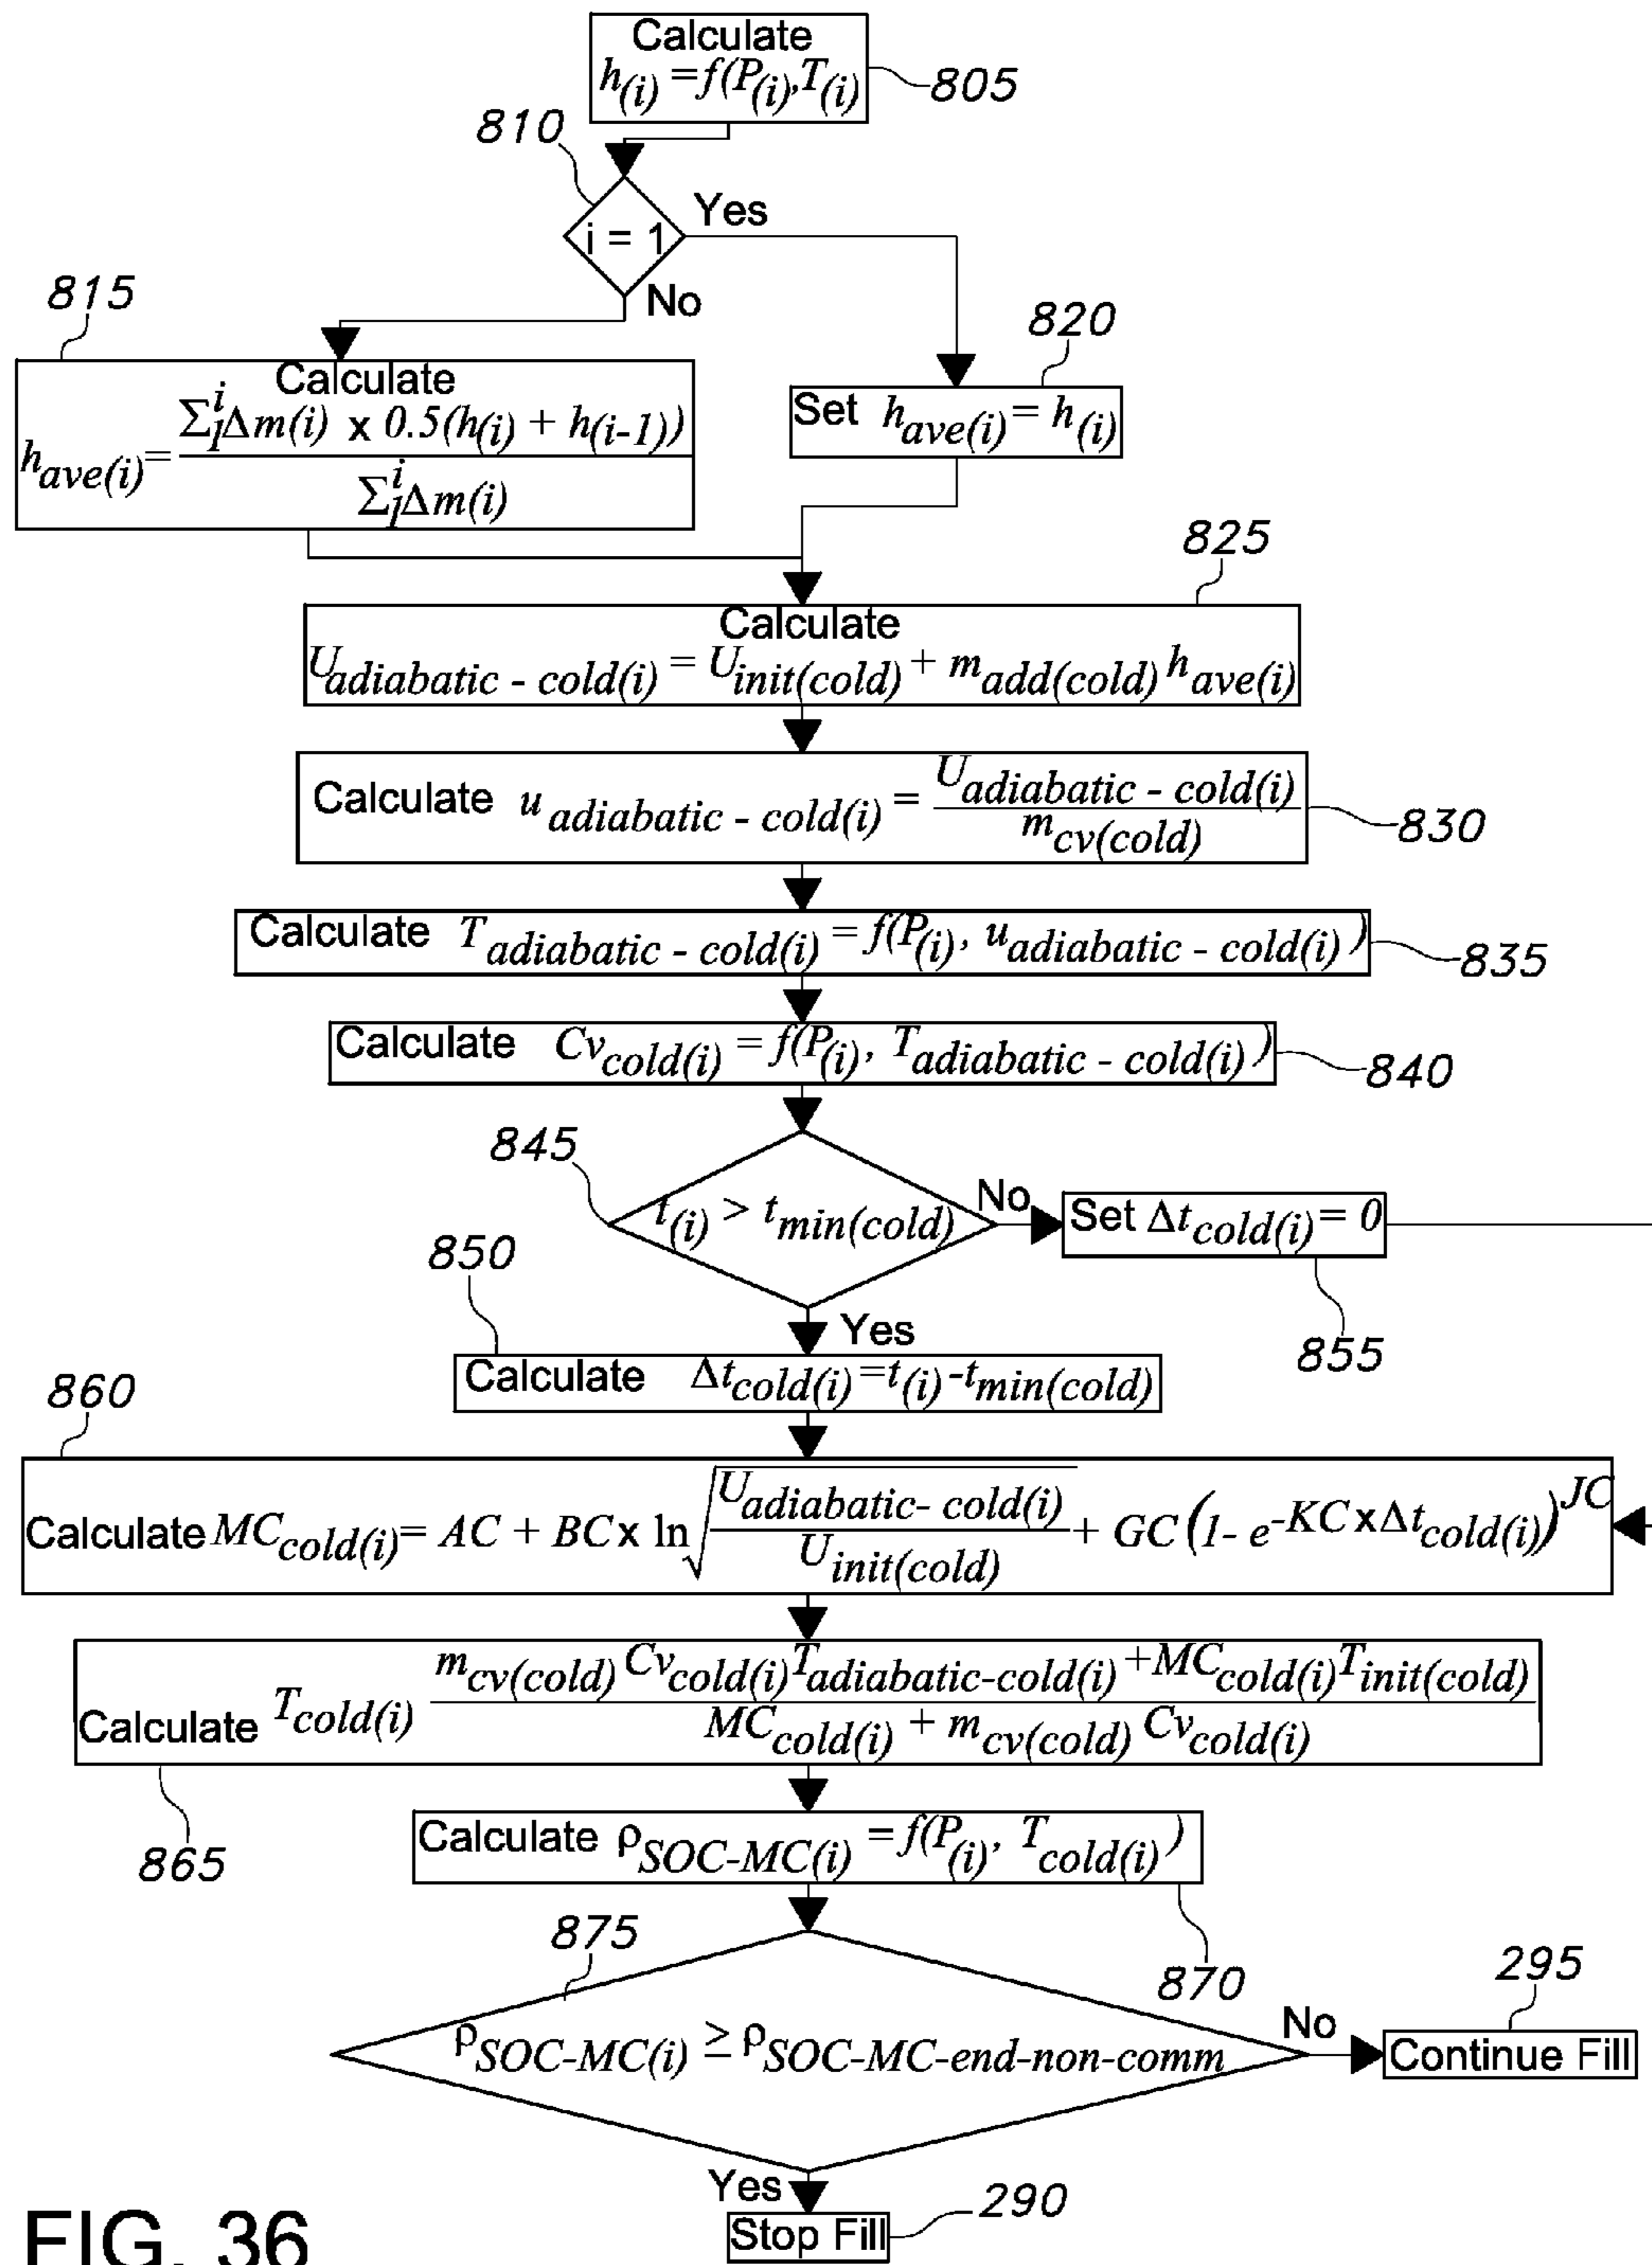 Calculate
h(i) = f(P(i),T(i)
805
810
i = 1
Yes
No
815
Calculate
have(i) = ∑1^i Δm(i) x 0.5(h(i) + h(i-1)) / ∑1^i Δm(i)
820
Set have(i) = h(i)
825
Calculate
Uadiabatic - cold(i) = Uinit(cold) + madd(cold) have(i)
Calculate uadiabatic - cold(i) = Uadiabatic - cold(i) / mcv(cold)
830
Calculate Tadiabatic - cold(i) = f(P(i), uadiabatic - cold(i))
835
Calculate Cvcold(i) = f(P(i), Tadiabatic - cold(i))
840
845
t(i) > tmin(cold)
No
Set Δtcold(i) = 0
855
Yes
850
Calculate Δtcold(i) = t(i) - tmin(cold)
860
Calculate MCcold(i) = AC + BC x ln √(Uadiabatic- cold(i) / Uinit(cold)) + GC (1- e^-KC x Δtcold(i))^JC
Calculate Tcold(i) mcv(cold) Cvcold(i) Tadiabatic-cold(i) + MCcold(i) Tinit(cold) / MCcold(i) + mcv(cold) Cvcold(i)
865
Calculate ρSOC-MC(i) = f(P(i), Tcold(i))
870
875
ρSOC-MC(i) ≥ ρSOC-MC-end-non-comm
No
295
Continue Fill
Yes
Stop Fill
290
FIG. 36